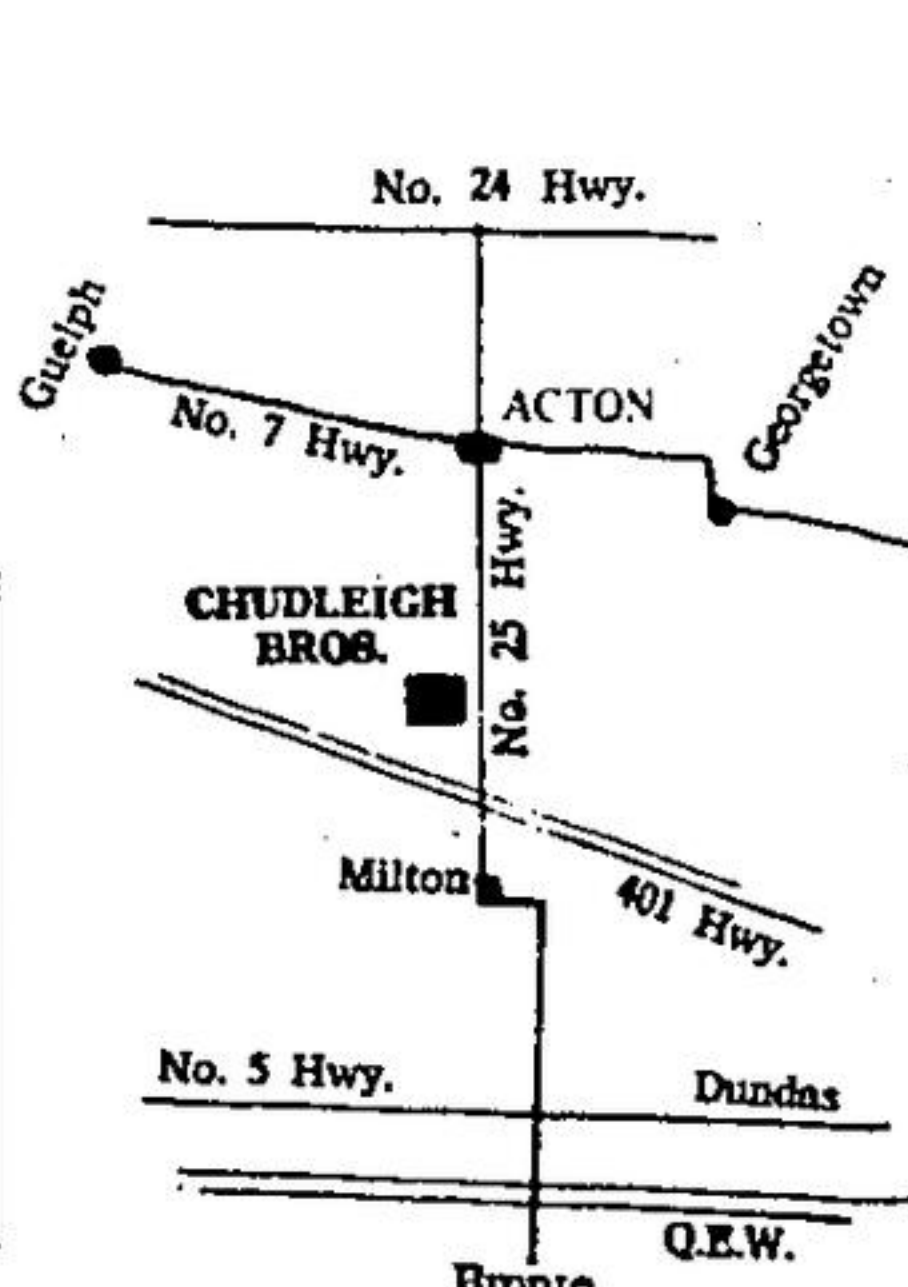 No. 24 Hwy.
Guelph
Georgetown
ACTON
No. 7 Hwy.
No. 25 Hwy.
CHUDLEIGH
BROS.
Milton
401 Hwy.
No. 5 Hwy.
Dundas
Q.E.W.